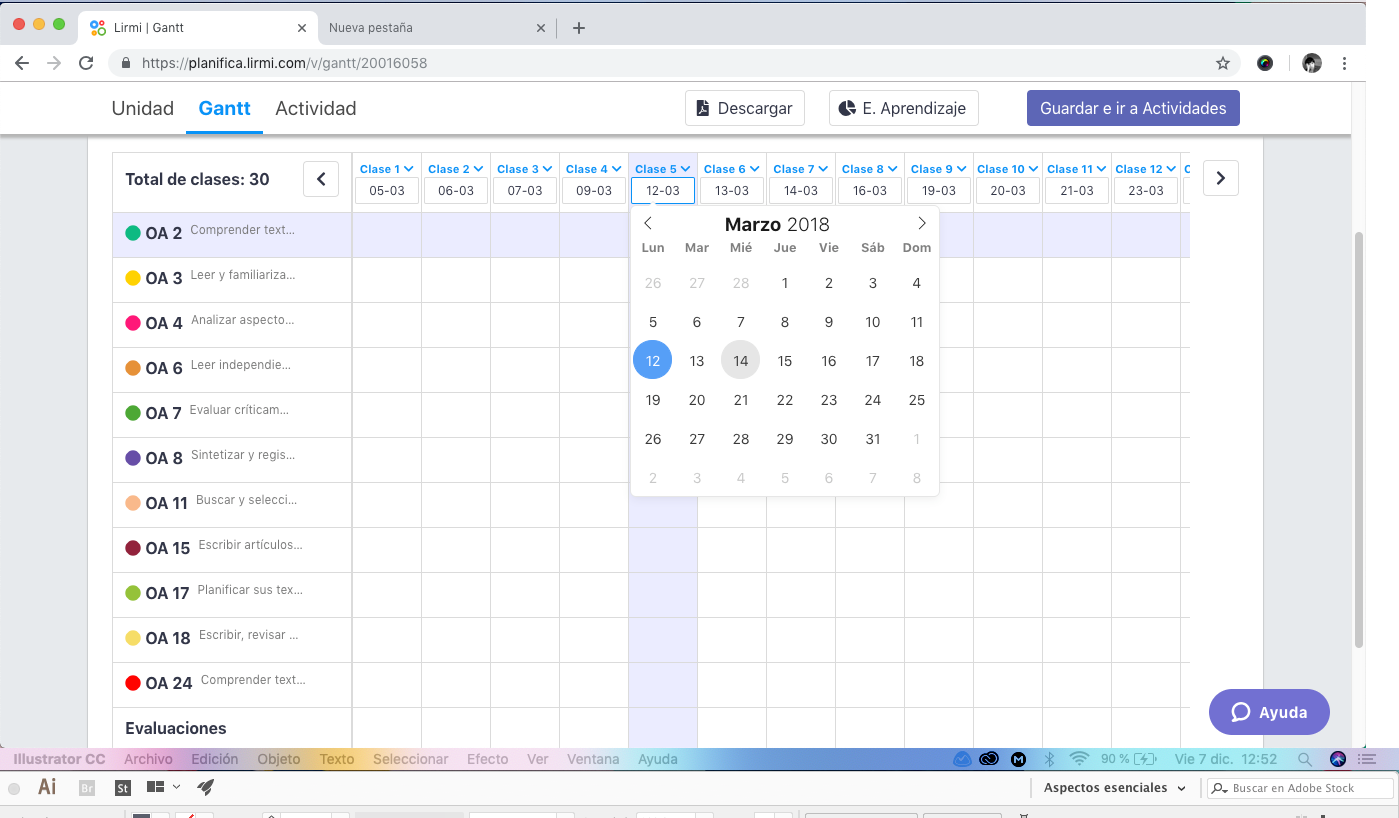 Lirmi | Gantt
Nueva pestaña
https://planifica.lirmi.com/v/gantt/20016058
Unidad Gantt Actividad Descargar E. Aprendizaje Guardar e ir a Actividades
Total de clases: 30
Clase 1 Clase 2 Clase 3 Clase 4 Clase 5 Clase 6 Clase 7 Clase 8 Clase 9 Clase 10 Clase 11 Clase 12 C
05-03 06-03 07-03 09-03 12-03 13-03 14-03 16-03 19-03 20-03 21-03 23-03
OA 2 Comprender text...
OA 3 Leer y familiariza...
OA 4 Analizar aspecto...
OA 6 Leer independie...
OA 7 Evaluar críticam...
OA 8 Sintetizar y regis...
OA 11 Buscar y selecci...
OA 15 Escribir artículos...
OA 17 Planificar sus tex...
OA 18 Escribir, revisar ...
OA 24 Comprender text...
Evaluaciones
Marzo 2018
Lun Mar Mié Jue Vie Sáb Dom
26 27 28 1 2 3 4
5 6 7 8 9 10 11
12 13 14 15 16 17 18
19 20 21 22 23 24 25
26 27 28 29 30 31 1
2 3 4 5 6 7 8
Ayuda
Illustrator CC Archivo Edición Objeto Texto Seleccionar Efecto Ver Ventana Ayuda 90 % Vie 7 dic. 12:52
Ai Br St Aspectos esenciales Buscar en Adobe Stock